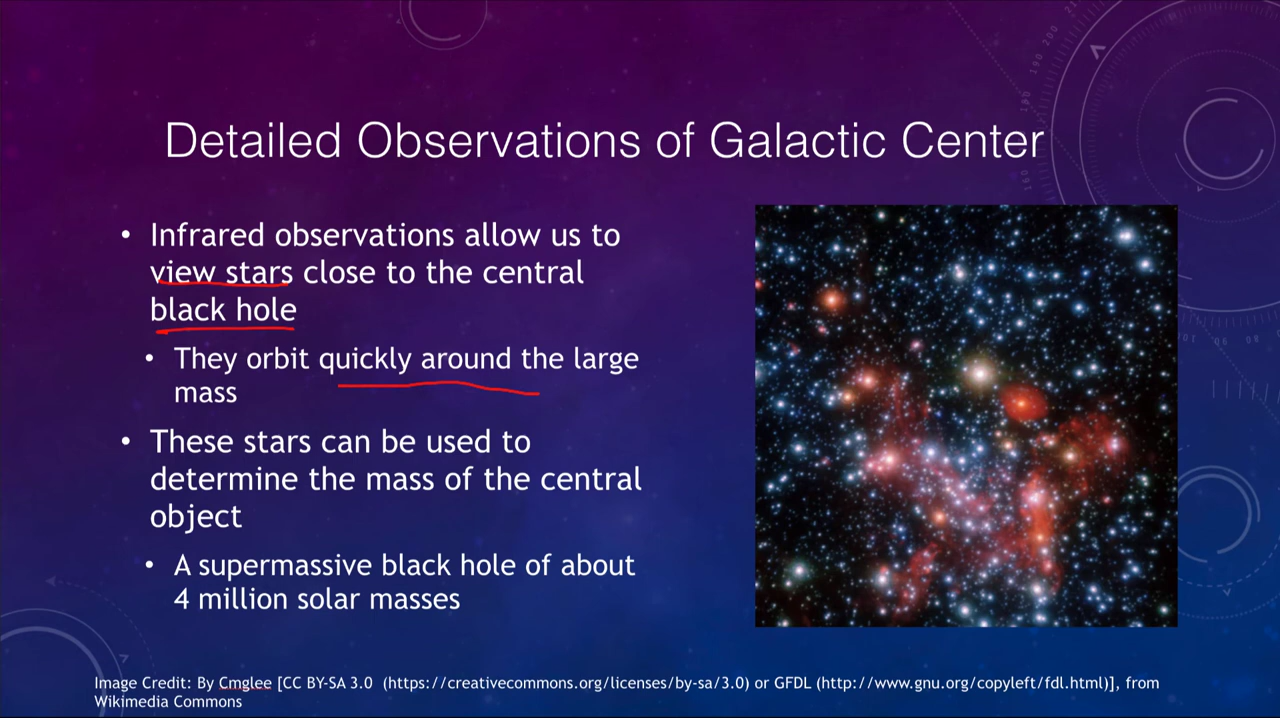 Detailed Observations of Galactic Center
• Infrared observations allow us to
view stars close to the central
black hole
• They orbit quickly around the large
mass
• These stars can be used to
determine the mass of the central
object
• A supermassive black hole of about
4 million solar masses
Image Credit: By Cmglee [CC BY-SA 3.0 (https://creativecommons.org/licenses/by-sa/3.0) or GFDL (http://www.gnu.org/copyleft/fdl.html)], from
Wikimedia Commons